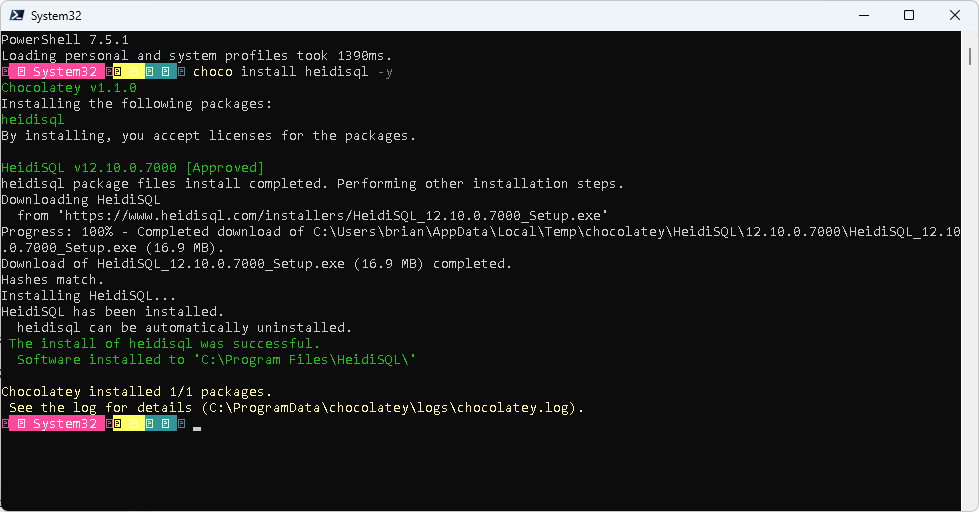 System32
PowerShell 7.5.1
Loading personal and system profiles took 1390ms.
System32 choco install heidisql -y
Chocolatey v1.1.0
Installing the following packages:
heidisql
By installing, you accept licenses for the packages.
HeidiSQL v12.10.0.7000 [Approved]
heidisql package files install completed. Performing other installation steps.
Downloading HeidiSQL
from 'https://www.heidisql.com/installers/HeidiSQL_12.10.0.7000_Setup.exe'
Progress: 100% - Completed download of C:\Users\brian\AppData\Local\Temp\chocolatey\HeidiSQL\12.10.0.7000\HeidiSQL_12.10
.0.7000_Setup.exe (16.9 MB).
Download of HeidiSQL_12.10.0.7000_Setup.exe (16.9 MB) completed.
Hashes match.
Installing HeidiSQL...
HeidiSQL has been installed.
heidisql can be automatically uninstalled.
The install of heidisql was successful.
Software installed to 'C:\Program Files\HeidiSQL\'
Chocolatey installed 1/1 packages.
See the log for details (C:\ProgramData\chocolatey\logs\chocolatey.log).
System32